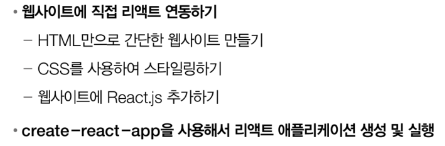 • 웹사이트에 직접 리액트 연동하기
– HTML만으로 간단한 웹사이트 만들기
– CSS를 사용하여 스타일링하기
– 웹사이트에 React.js 추가하기
• create-react-app을 사용해서 리액트 애플리케이션 생성 및 실행